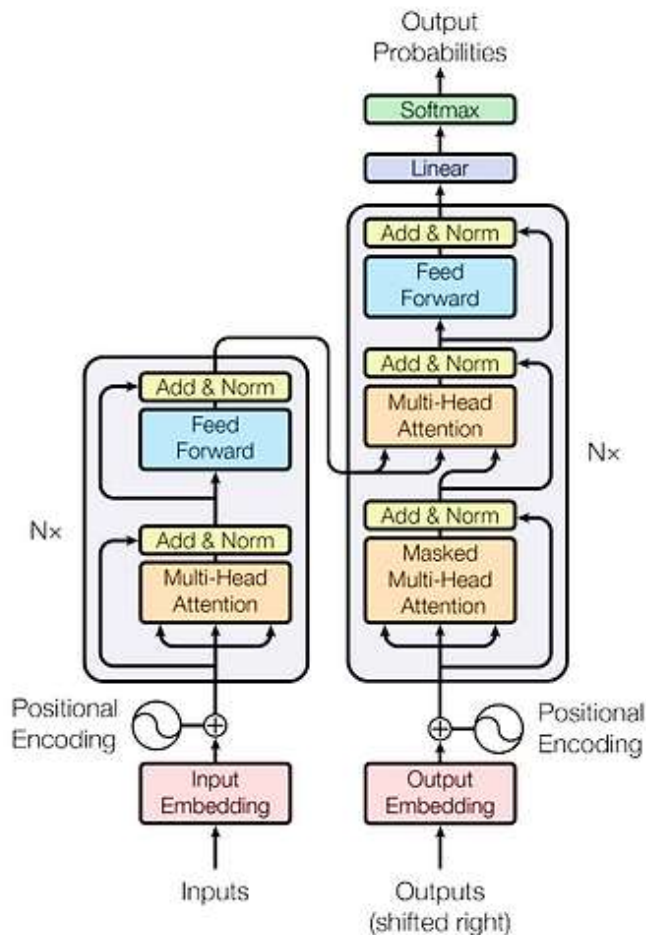 Output
Probabilities
Softmax
Linear
Add & Norm
Feed
Forward
Add & Norm
Multi-Head
Attention
Add & Norm
Masked
Multi-Head
Attention
Nx
Add & Norm
Feed
Forward
Add & Norm
Multi-Head
Attention
Nx
Positional
Encoding
Positional
Encoding
Input
Embedding
Output
Embedding
Inputs
Outputs
(shifted right)